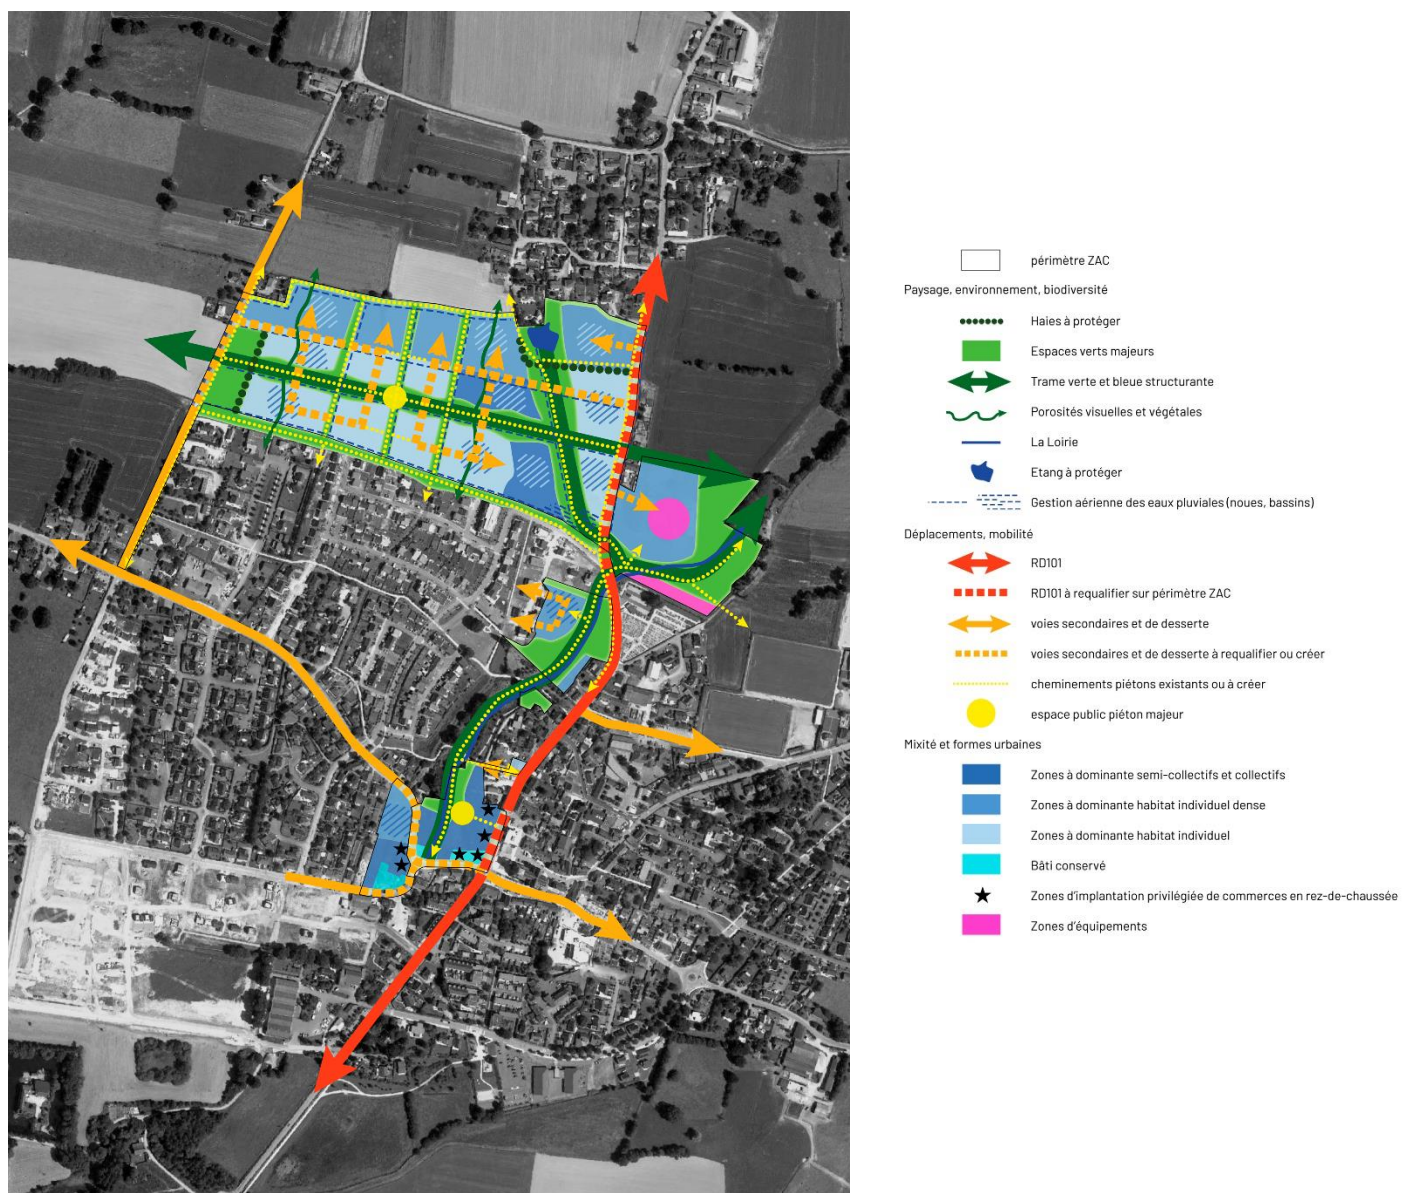 périmètre ZAC
Paysage, environnement, biodiversité
Haies à protéger
Espaces verts majeurs
Trame verte et bleue structurante
Porosités visuelles et végétales
La Loirie
Etang à protéger
Gestion aérienne des eaux pluviales (noues, bassins)
Déplacements, mobilité
RD101
RD101 à requalifier sur périmètre ZAC
voies secondaires et de desserte
voies secondaires et de desserte à requalifier ou créer
cheminements piétons existants ou à créer
espace public piéton majeur
Mixité et formes urbaines
Zones à dominante semi-collectifs et collectifs
Zones à dominante habitat individuel dense
Zones à dominante habitat individuel
Bâti conservé
Zones d'implantation privilégiée de commerces en rez-de-chaussée
Zones d'équipements